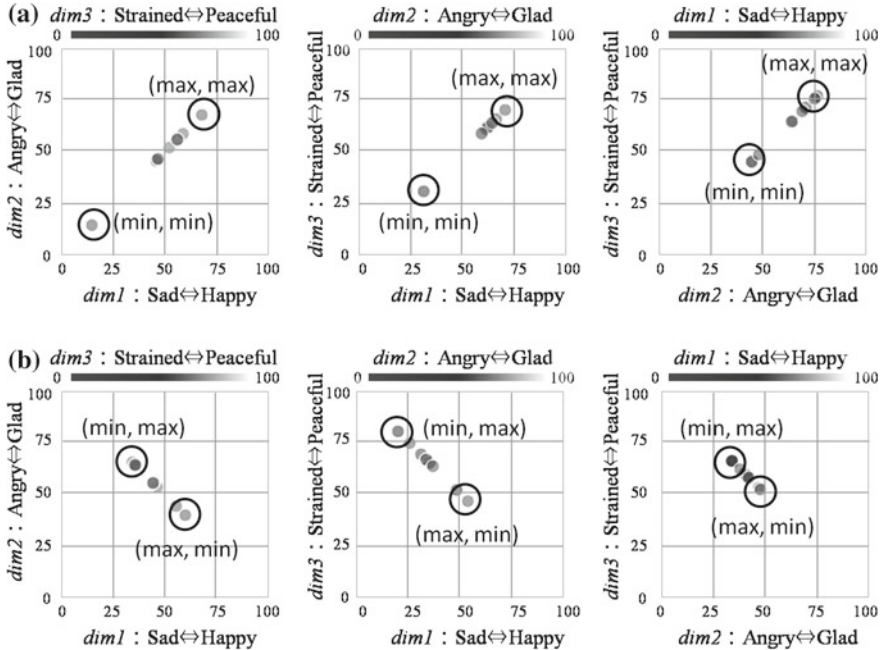 (a) dim3 : Strained⇔Peaceful
0 100
dim2 : Angry⇔Glad
100
75
50
25
0
(max, max)
(min, min)
0 25 50 75 100
dim1 : Sad⇔Happy
dim2 : Angry⇔Glad
0 100
dim3 : Strained⇔Peaceful
100
75
50
25
0
(max, max)
(min, min)
0 25 50 75 100
dim1 : Sad⇔Happy
dim1 : Sad⇔Happy
0 100
dim3 : Strained⇔Peaceful
100
75
50
25
0
(max, max)
(min, min)
0 25 50 75 100
dim2 : Angry⇔Glad
(b) dim3 : Strained⇔Peaceful
0 100
dim2 : Angry⇔Glad
100
75
50
25
0
(min, max)
(max, min)
0 25 50 75 100
dim1 : Sad⇔Happy
dim2 : Angry⇔Glad
0 100
dim3 : Strained⇔Peaceful
100
75
50
25
0
(min, max)
(max, min)
0 25 50 75 100
dim1 : Sad⇔Happy
dim1 : Sad⇔Happy
0 100
dim3 : Strained⇔Peaceful
100
75
50
25
0
(min, max)
(max, min)
0 25 50 75 100
dim2 : Angry⇔Glad